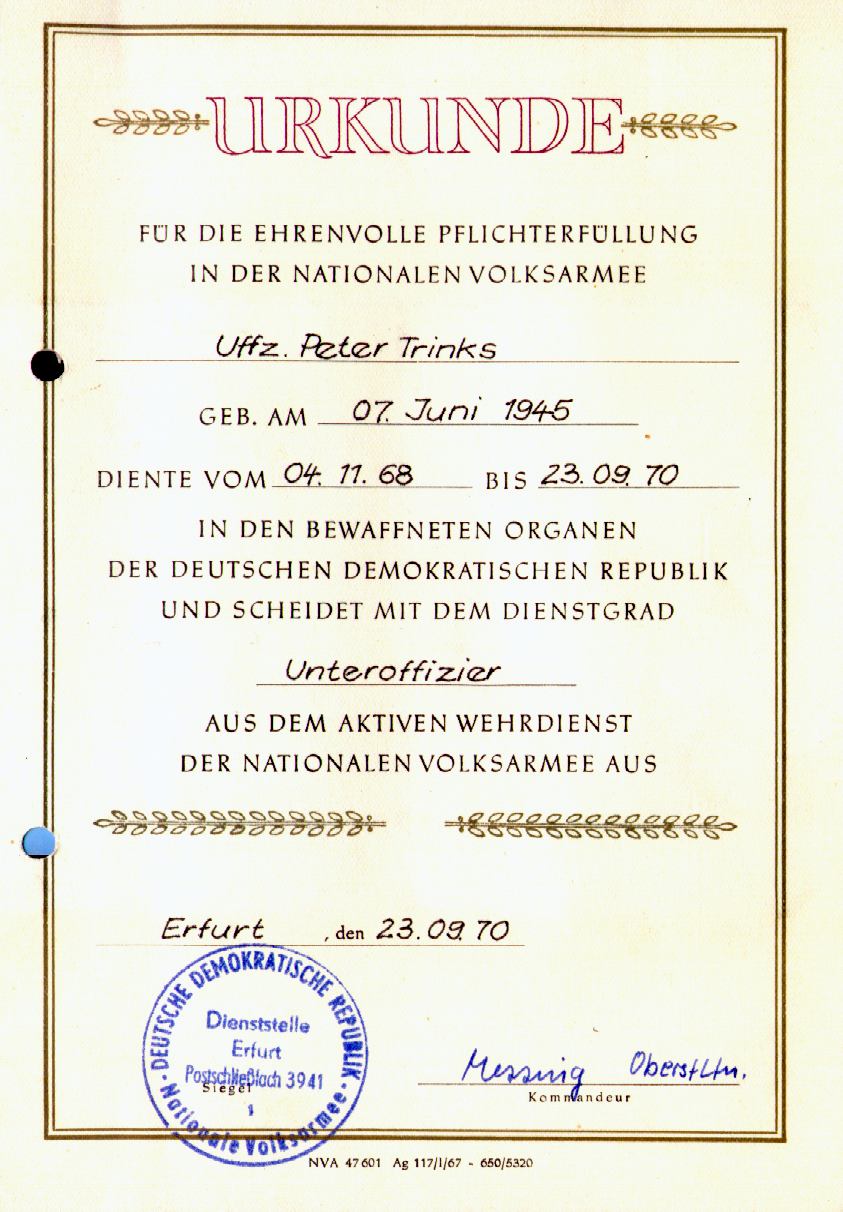 URKUNDE
FÜR DIE EHRENVOLLE PFLICHTERFÜLLUNG
IN DER NATIONALEN VOLKSARMEE
Uffz. Peter Trinks
GEB. AM 07. Juni 1945
DIENTE VOM 04. 11. 68 BIS 23. 09. 70
IN DEN BEWAFFNETEN ORGANEN
DER DEUTSCHEN DEMOKRATISCHEN REPUBLIK
UND SCHEIDET MIT DEM DIENSTGRAD
Unteroffizier
AUS DEM AKTIVEN WEHRDIENST
DER NATIONALEN VOLKSARMEE AUS
Erfurt , den 23. 09. 70
DEUTSCHE DEMOKRATISCHE REPUBLIK
Dienststelle
Erfurt
Postschließfach 3941
Siegel
1
Nationale Volksarmee
Messing Oberstltn.
Kommandeur
NVA 47601 Ag 117/I/67 - 650/5320